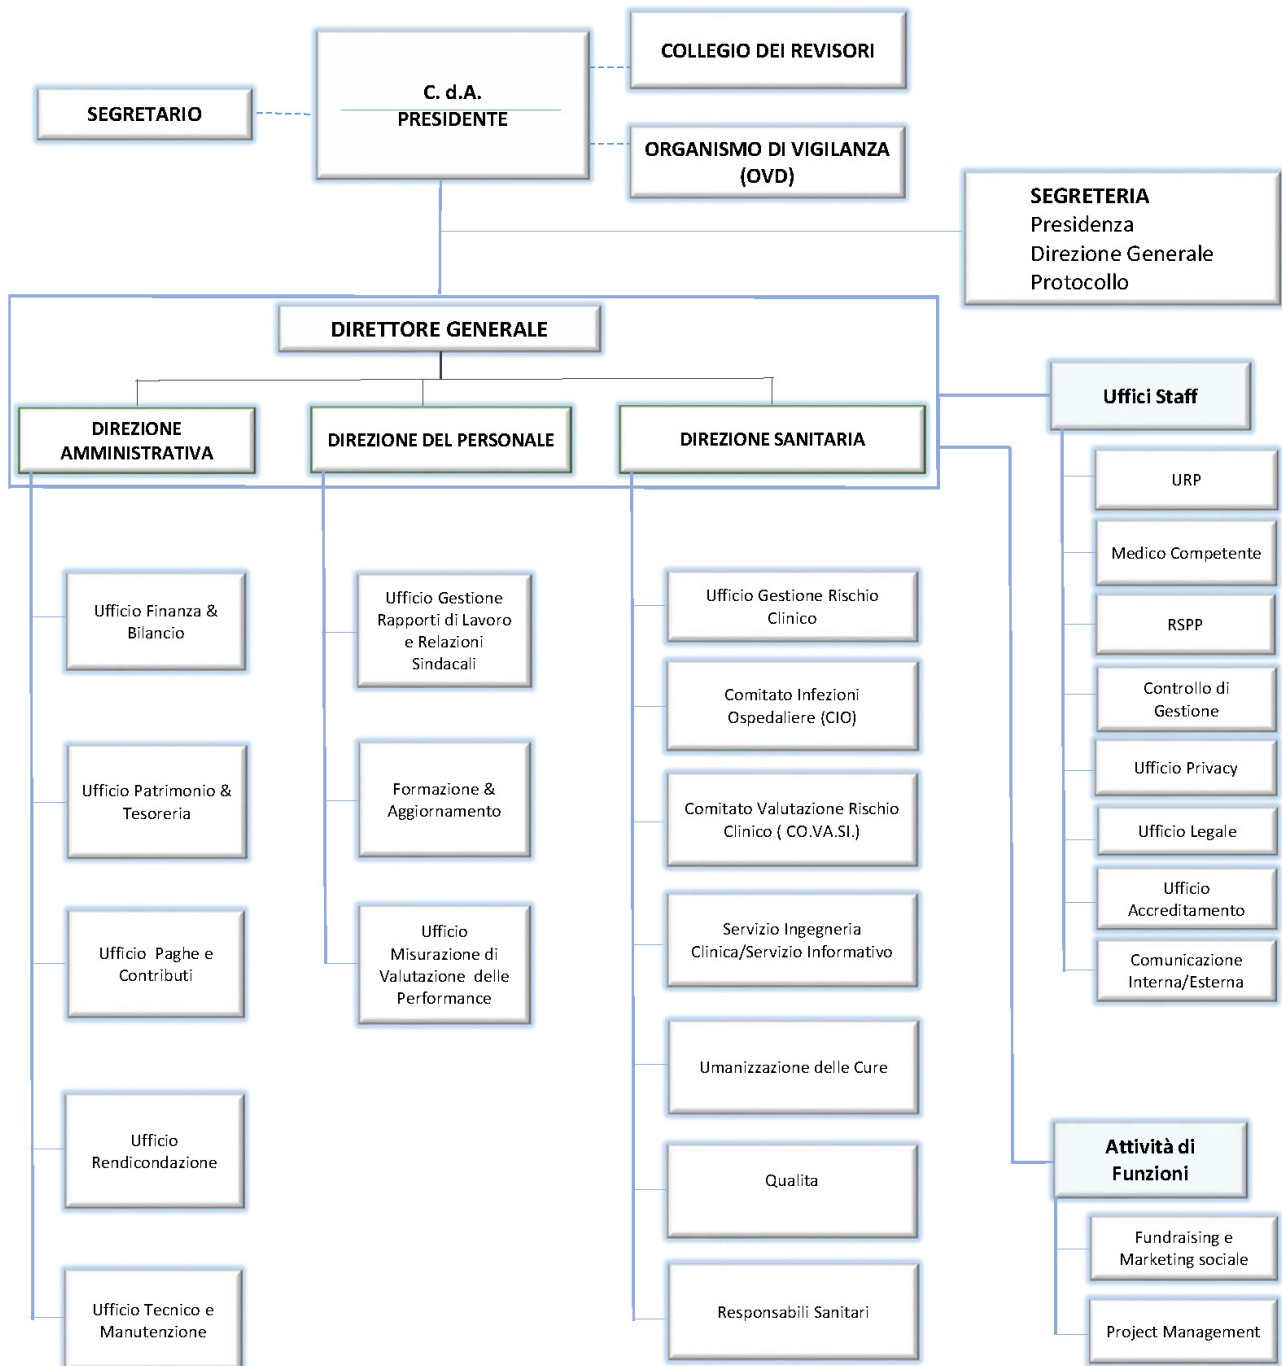 COLLEGIO DEI REVISORI
C. d.A.
PRESIDENTE
SEGRETARIO
ORGANISMO DI VIGILANZA
(OVD)
SEGRETERIA
Presidenza
Direzione Generale
Protocollo
DIRETTORE GENERALE
DIREZIONE
AMMINISTRATIVA
DIREZIONE DEL PERSONALE
DIREZIONE SANITARIA
Ufficio Finanza &
Bilancio
Ufficio Patrimonio &
Tesoreria
Ufficio Paghe e
Contributi
Ufficio
Rendicondazione
Ufficio Tecnico e
Manutenzione
Ufficio Gestione
Rapporti di Lavoro
e Relazioni
Sindacali
Formazione &
Aggiornamento
Ufficio
Misurazione di
Valutazione delle
Performance
Ufficio Gestione Rischio
Clinico
Comitato Infezioni
Ospedaliere (CIO)
Comitato Valutazione Rischio
Clinico ( CO.VA.SI.)
Servizio Ingegneria
Clinica/Servizio Informativo
Umanizzazione delle Cure
Qualita
Responsabili Sanitari
Uffici Staff
URP
Medico Competente
RSPP
Controllo di
Gestione
Ufficio Privacy
Ufficio Legale
Ufficio
Accreditamento
Comunicazione
Interna/Esterna
Attività di
Funzioni
Fundraising e
Marketing sociale
Project Management